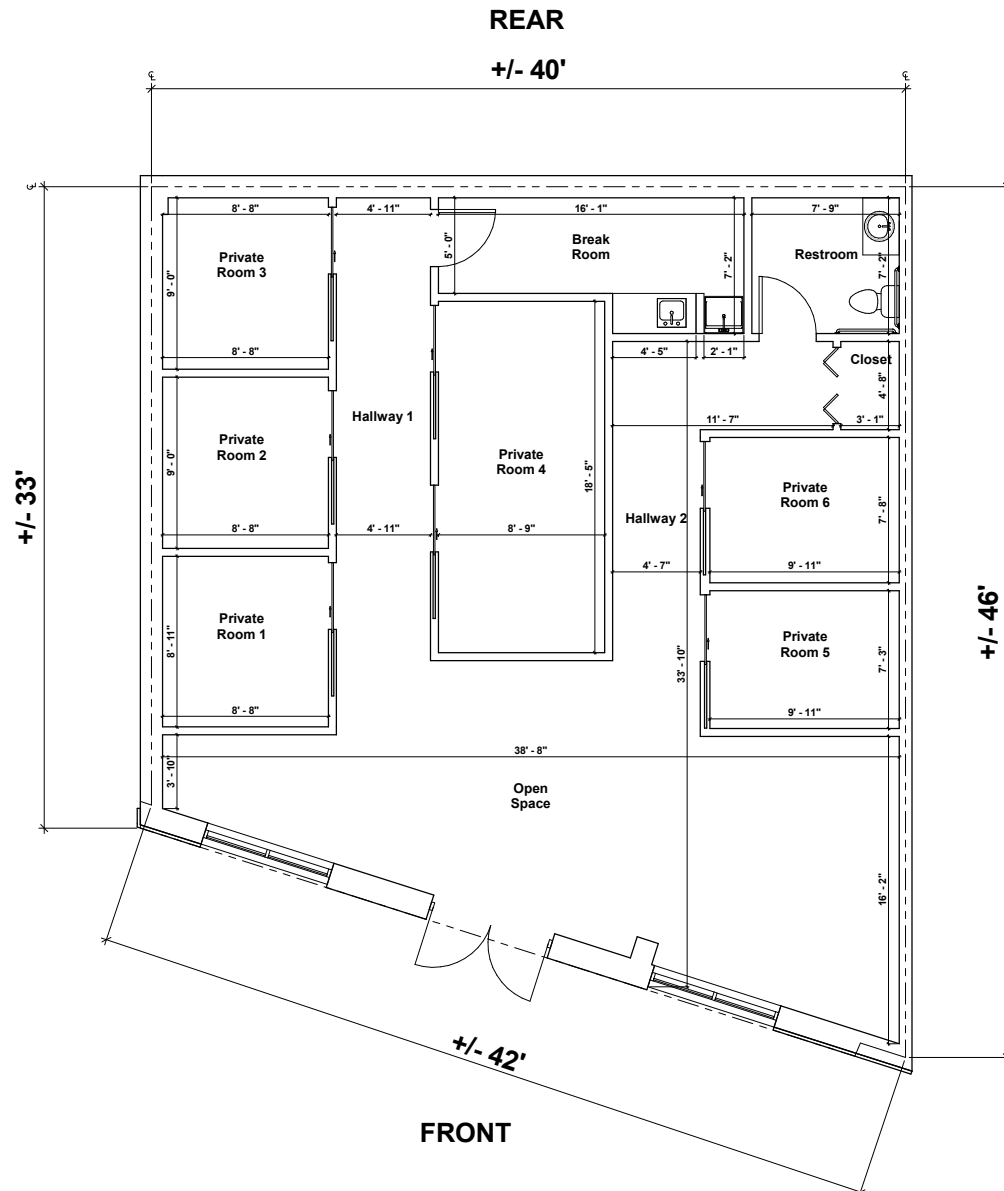 REAR
+/- 40'
℄
℄
℄
8' - 8"
4' - 11"
16' - 1"
7' - 9"
Private
Room 3
9' - 0"
5' - 0"
Break
Room
7' - 2"
Restroom
7' - 2"
8' - 8"
4' - 5"
2' - 1"
Closet
4' - 8"
3' - 1"
11' - 7"
Private
Room 2
9' - 0"
8' - 8"
Hallway 1
4' - 11"
Private
Room 4
18' - 5"
8' - 9"
Hallway 2
4' - 7"
Private
Room 6
7' - 8"
9' - 11"
+/- 33'
+/- 46'
Private
Room 1
8' - 11"
8' - 8"
33' - 10"
Private
Room 5
7' - 3"
9' - 11"
38' - 8"
3' - 10"
Open
Space
16' - 2"
+/- 42'
FRONT